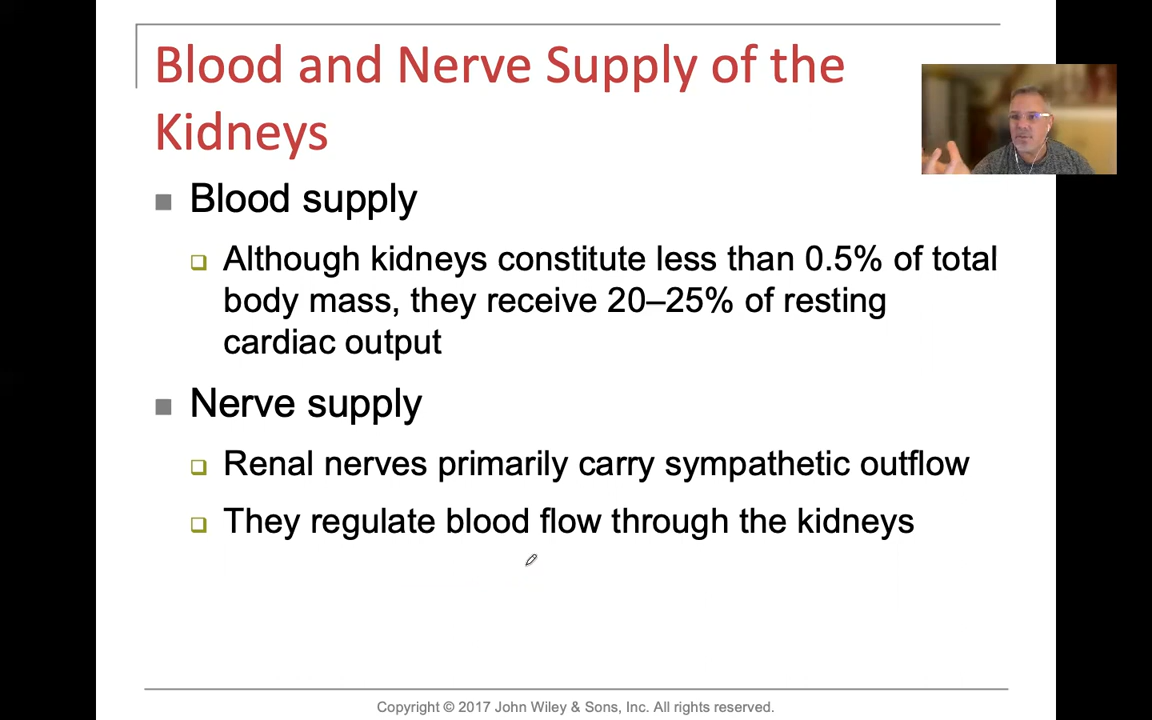 Blood and Nerve Supply of the
Kidneys
Blood supply
Although kidneys constitute less than 0.5% of total
body mass, they receive 20–25% of resting
cardiac output
Nerve supply
Renal nerves primarily carry sympathetic outflow
They regulate blood flow through the kidneys
Copyright © 2017 John Wiley & Sons, Inc. All rights reserved.